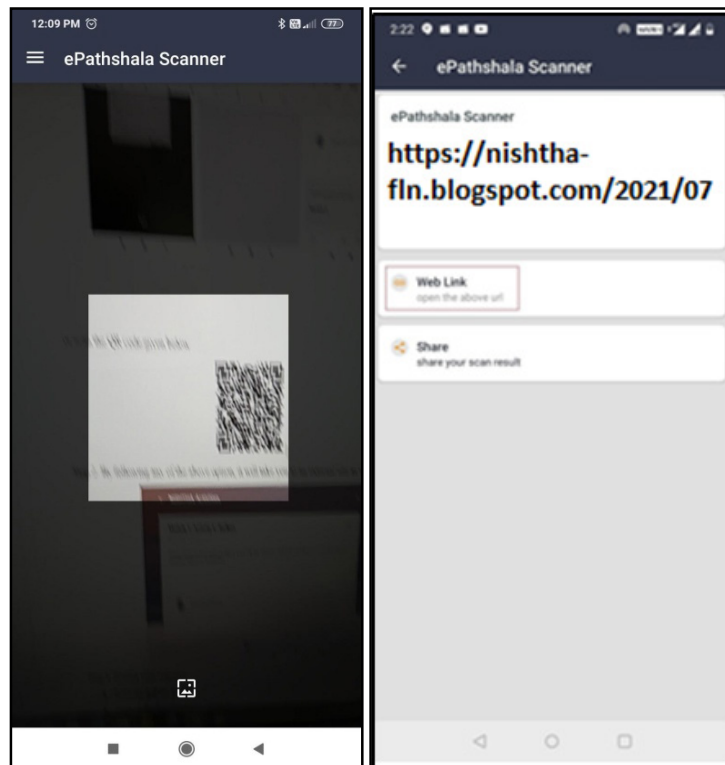 12:09 PM
77
ePathshala Scanner
2:22
ePathshala Scanner
ePathshala Scanner
https://nishtha-
fln.blogspot.com/2021/07
Web Link
open the above url
Share
share your scan result